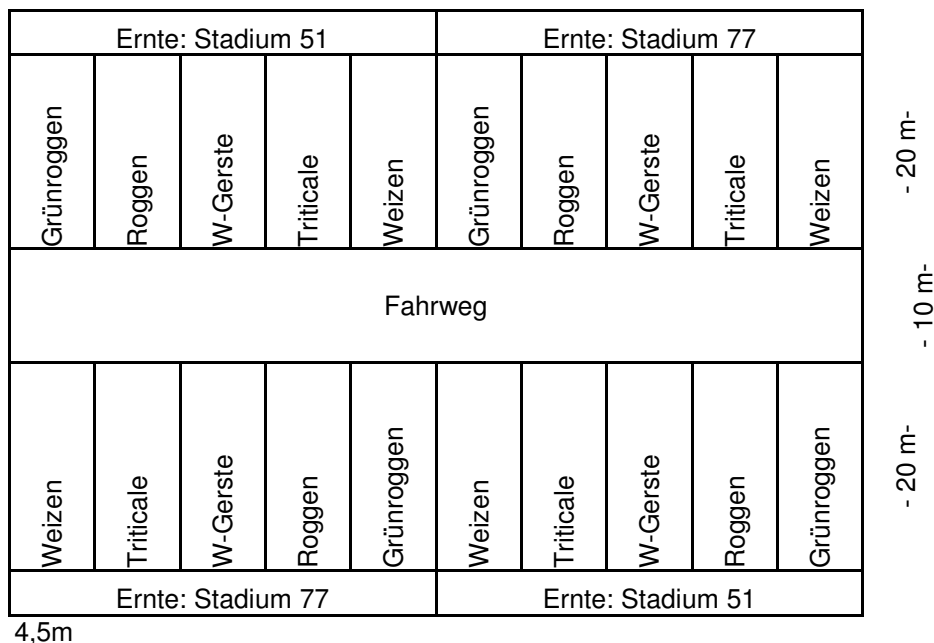 Ernte: Stadium 51
Ernte: Stadium 77
Grünroggen
Roggen
W-Gerste
Triticale
Weizen
Grünroggen
Roggen
W-Gerste
Triticale
Weizen
- 20 m-
Fahrweg
- 10 m-
Weizen
Triticale
W-Gerste
Roggen
Grünroggen
Weizen
Triticale
W-Gerste
Roggen
Grünroggen
- 20 m-
Ernte: Stadium 77
Ernte: Stadium 51
4,5m